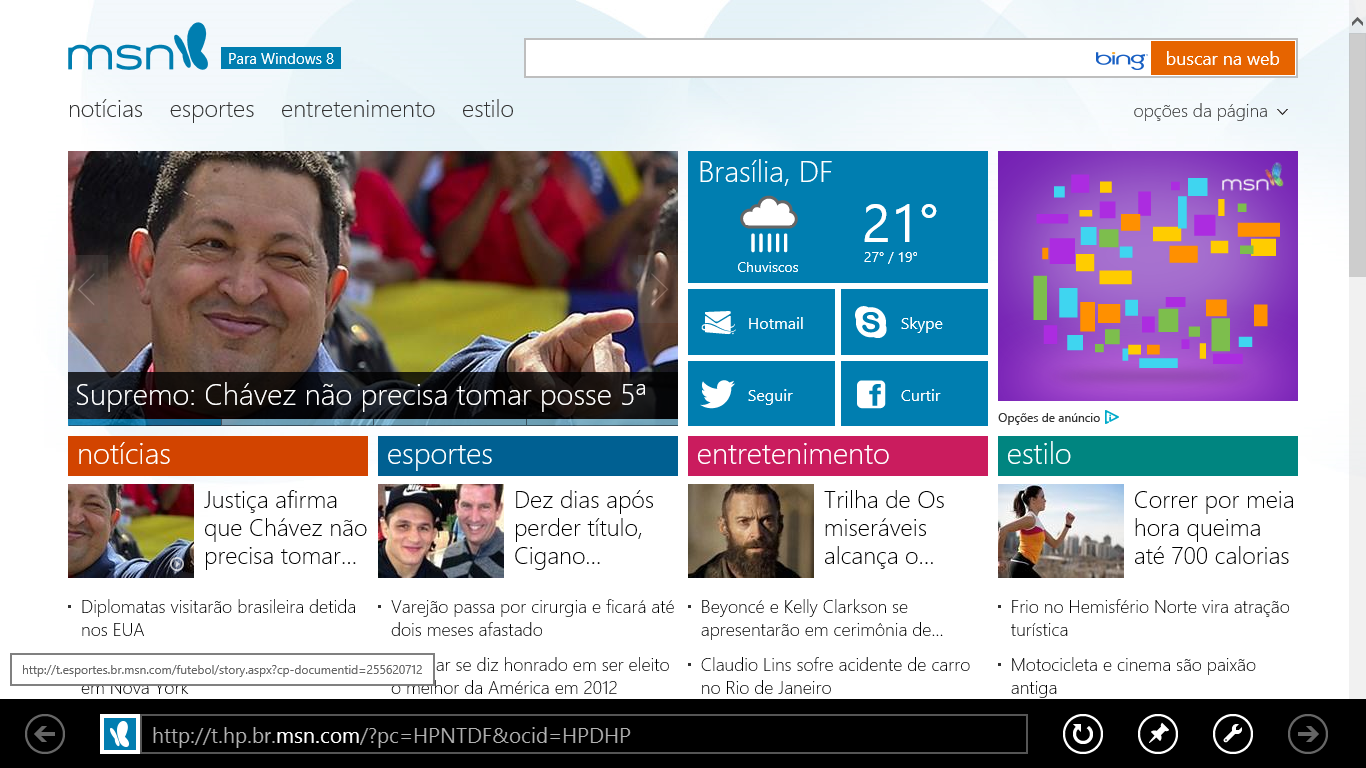 msn
Para Windows 8
bing
buscar na web
notícias esportes entretenimento estilo
opções da página
Supremo: Chávez não precisa tomar posse 5ª
Brasília, DF
21°
27° / 19°
Chuviscos
Hotmail
Skype
Seguir
Curtir
msn
Opções de anúncio
notícias
Justiça afirma
que Chávez não
precisa tomar...
Diplomatas visitarão brasileira detida
nos EUA
em Nova York
esportes
Dez dias após
perder título,
Cigano...
Varejão passa por cirurgia e ficará até
dois meses afastado
ar se diz honrado em ser eleito
o melhor da América em 2012
entretenimento
Trilha de Os
miseráveis
alcança o...
Beyoncé e Kelly Clarkson se
apresentarão em cerimônia de...
Claudio Lins sofre acidente de carro
no Rio de Janeiro
estilo
Correr por meia
hora queima
até 700 calorias
Frio no Hemisfério Norte vira atração
turística
Motocicleta e cinema são paixão
antiga
http://t.esportes.br.msn.com/futebol/story.aspx?cp-documentid=255620712
http://t.hp.br.msn.com/?pc=HPNTDF&ocid=HPDHP